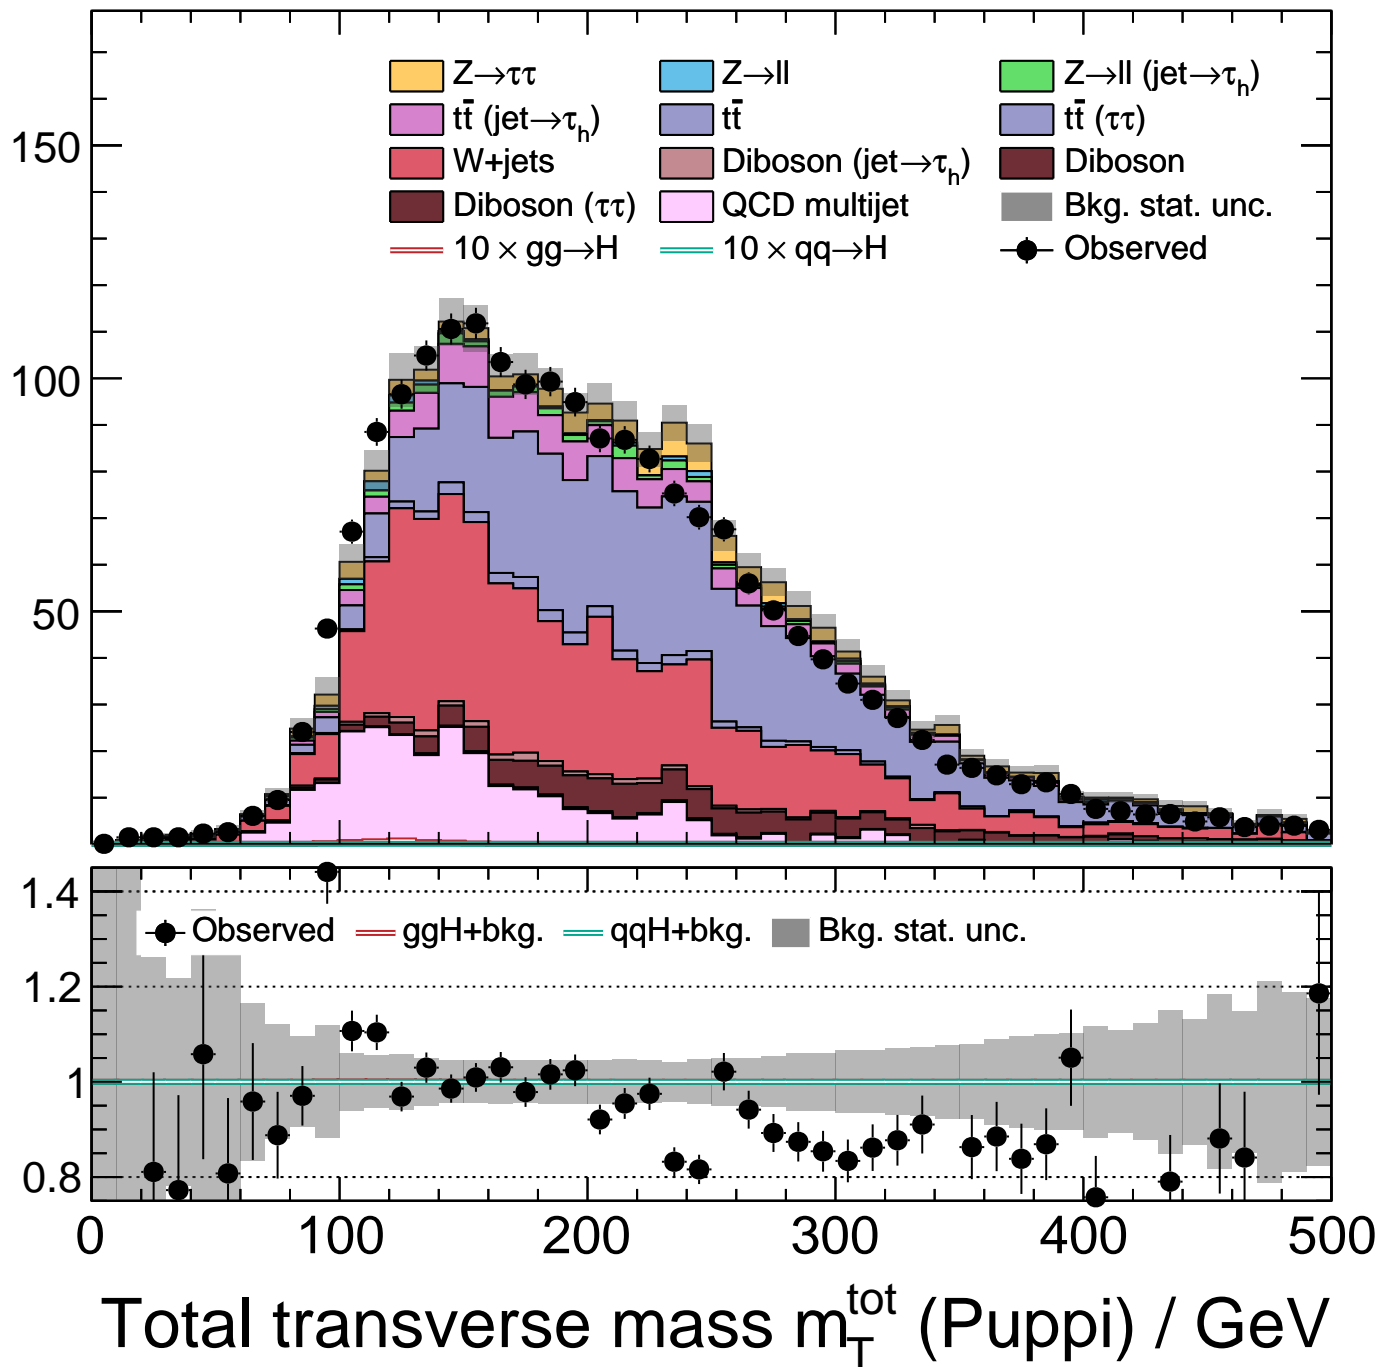 Z→ττ Z→ll Z→ll (jet→τh)
tt̄ (jet→τh) tt̄ tt̄ (ττ)
W+jets Diboson (jet→τh) Diboson
Diboson (ττ) QCD multijet Bkg. stat. unc.
10 × gg→H 10 × qq→H Observed
150
100
50
1.4
Observed ggH+bkg. qqH+bkg. Bkg. stat. unc.
1.2
1
0.8
0 100 200 300 400 500
Total transverse mass m_T^tot (Puppi) / GeV